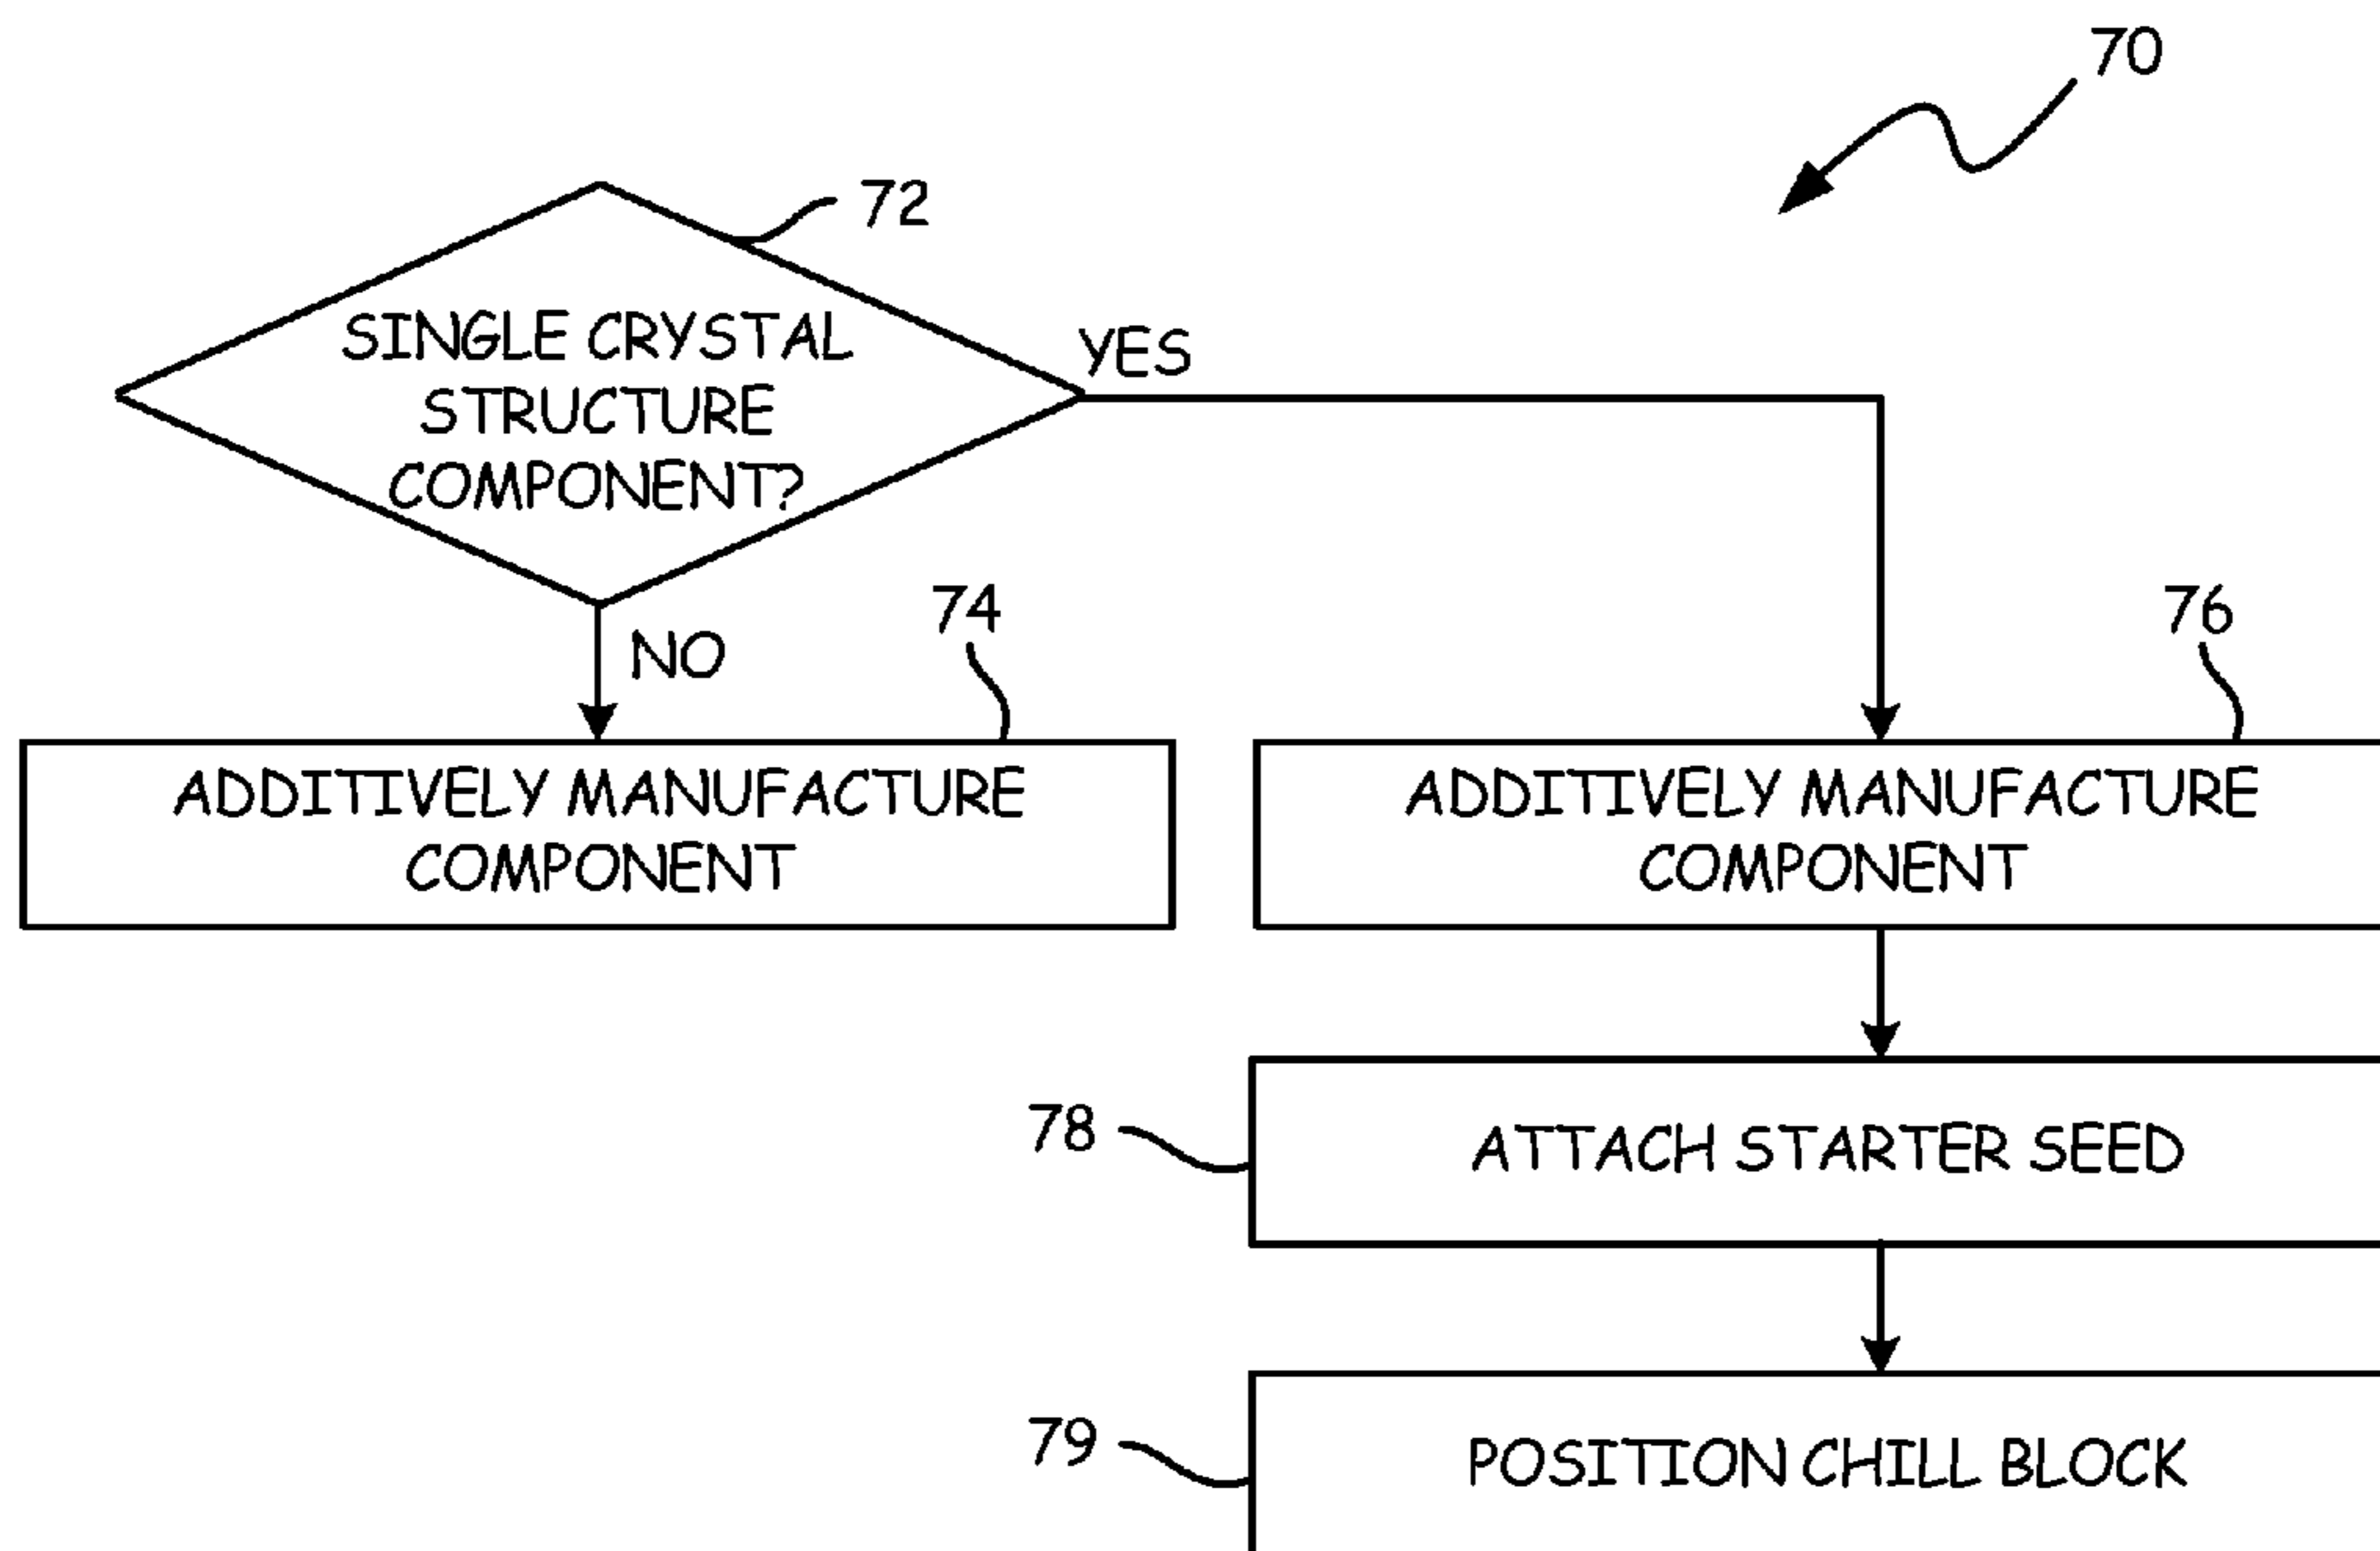 70
72
SINGLE CRYSTAL
STRUCTURE
COMPONENT?
YES
NO
74
76
ADDITIVELY MANUFACTURE
COMPONENT
ADDITIVELY MANUFACTURE
COMPONENT
78
ATTACH STARTER SEED
79
POSITION CHILL BLOCK